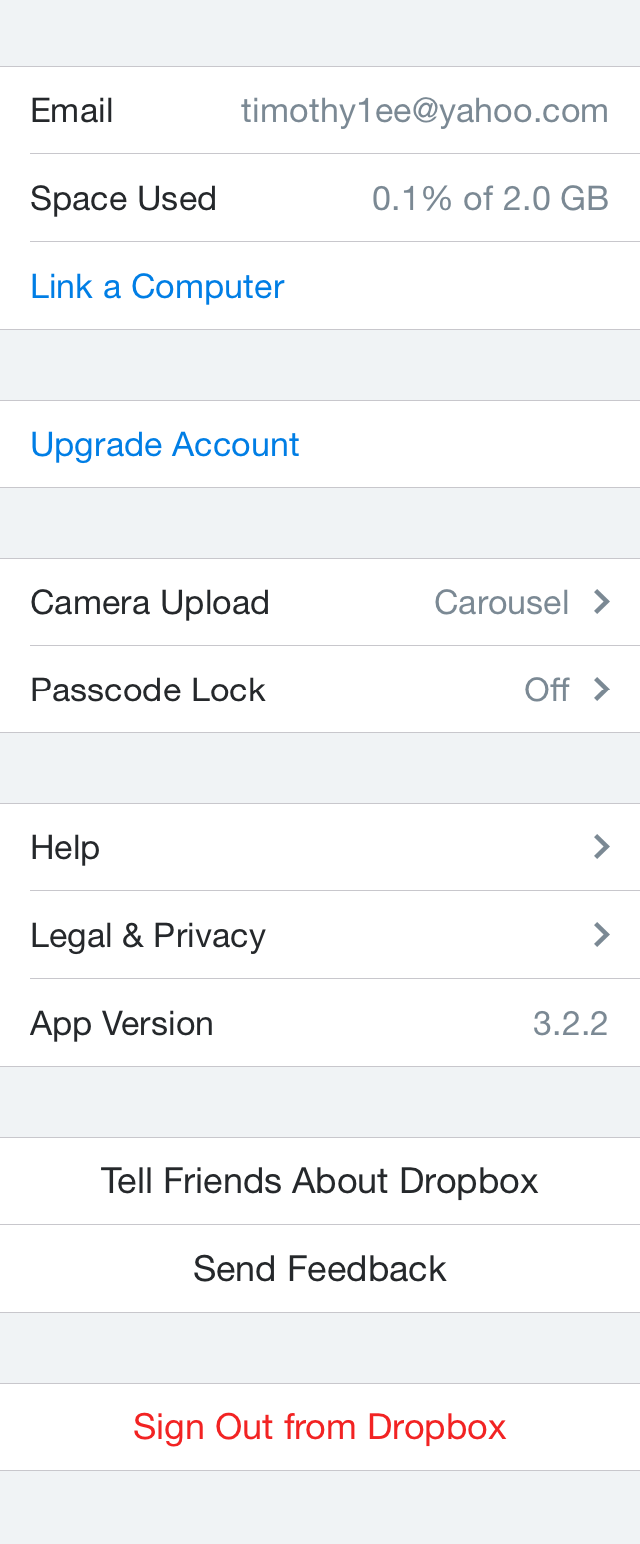 Email timothy1ee@yahoo.com
Space Used 0.1% of 2.0 GB
Link a Computer
Upgrade Account
Camera Upload Carousel
Passcode Lock Off
Help
Legal & Privacy
App Version 3.2.2
Tell Friends About Dropbox
Send Feedback
Sign Out from Dropbox